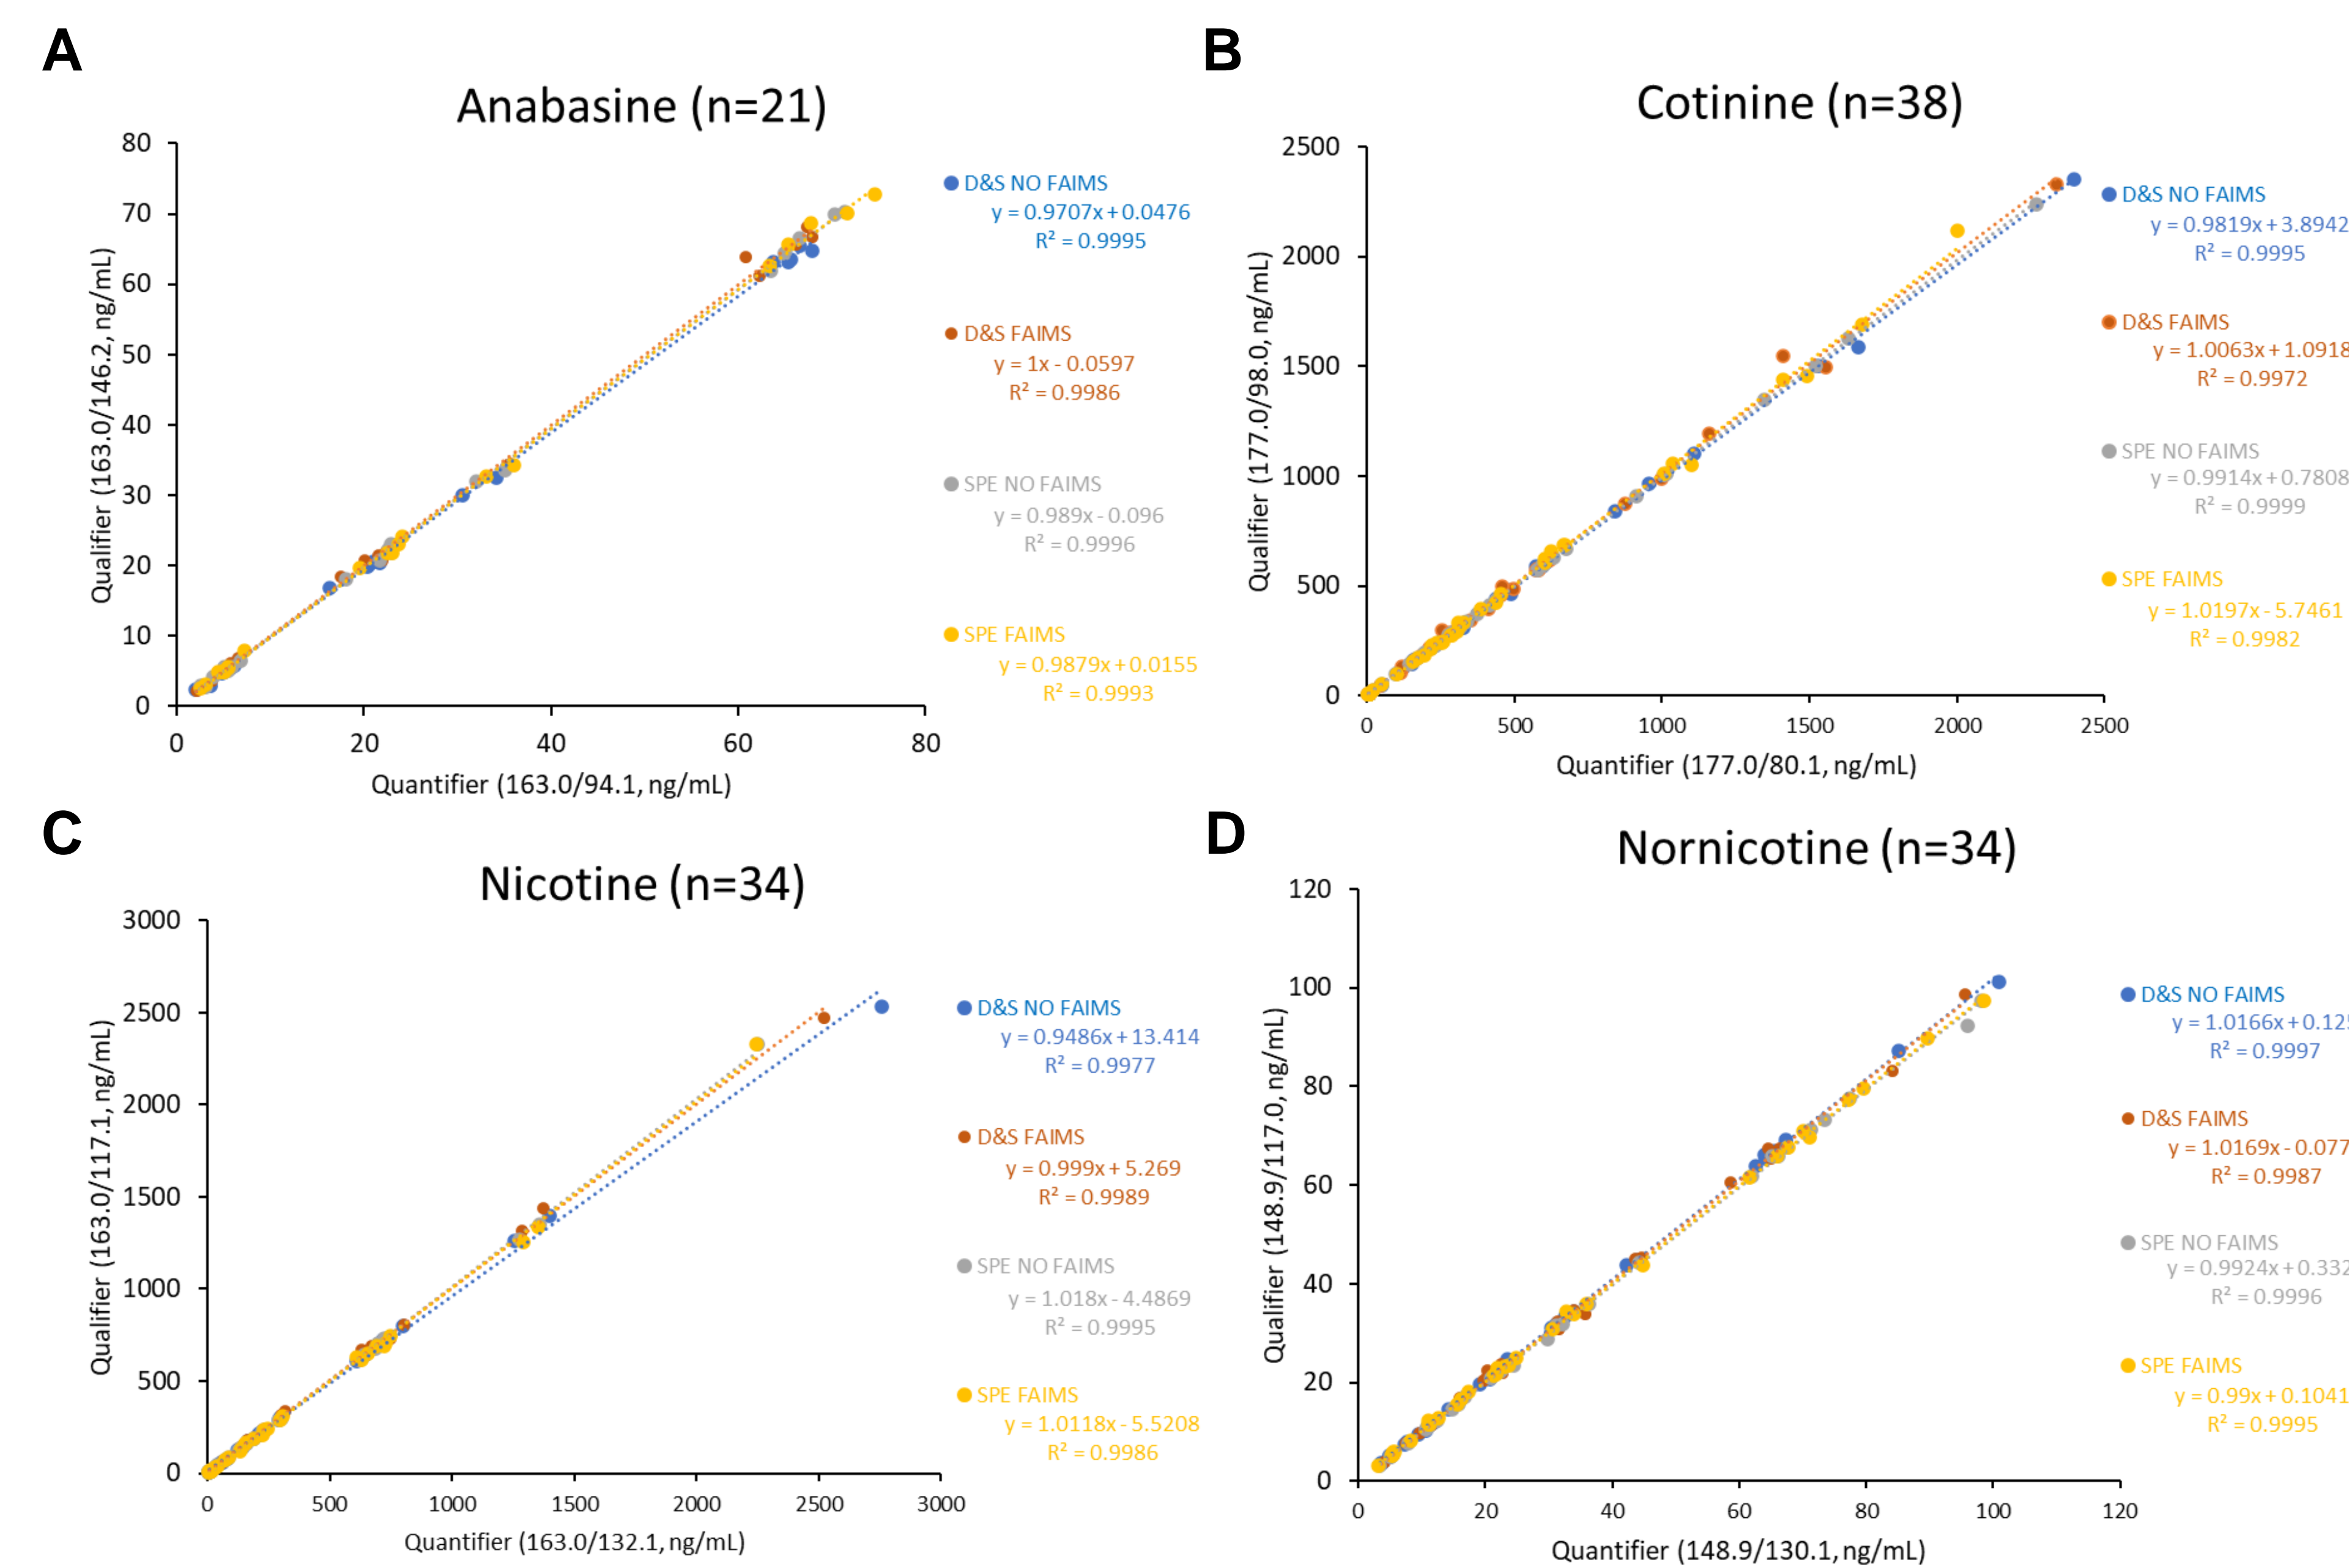 A
Anabasine (n=21)
80
70
60
50
40
30
20
10
0
0 20 40 60 80
Qualifier (163.0/146.2, ng/mL)
Quantifier (163.0/94.1, ng/mL)
D&S NO FAIMS
y = 0.9707x + 0.0476
R² = 0.9995
D&S FAIMS
y = 1x - 0.0597
R² = 0.9986
SPE NO FAIMS
y = 0.989x - 0.096
R² = 0.9996
SPE FAIMS
y = 0.9879x + 0.0155
R² = 0.9993
B
Cotinine (n=38)
2500
2000
1500
1000
500
0
0 500 1000 1500 2000 2500
Qualifier (177.0/98.0, ng/mL)
Quantifier (177.0/80.1, ng/mL)
D&S NO FAIMS
y = 0.9819x + 3.8942
R² = 0.9995
D&S FAIMS
y = 1.0063x + 1.0918
R² = 0.9972
SPE NO FAIMS
y = 0.9914x + 0.7808
R² = 0.9999
SPE FAIMS
y = 1.0197x - 5.7461
R² = 0.9982
C
Nicotine (n=34)
3000
2500
2000
1500
1000
500
0
0 500 1000 1500 2000 2500 3000
Qualifier (163.0/117.1, ng/mL)
Quantifier (163.0/132.1, ng/mL)
D&S NO FAIMS
y = 0.9486x + 13.414
R² = 0.9977
D&S FAIMS
y = 0.999x + 5.269
R² = 0.9989
SPE NO FAIMS
y = 1.018x - 4.4869
R² = 0.9995
SPE FAIMS
y = 1.0118x - 5.5208
R² = 0.9986
D
Nornicotine (n=34)
120
100
80
60
40
20
0
0 20 40 60 80 100 120
Qualifier (148.9/117.0, ng/mL)
Quantifier (148.9/130.1, ng/mL)
D&S NO FAIMS
y = 1.0166x + 0.12
R² = 0.9997
D&S FAIMS
y = 1.0169x - 0.077
R² = 0.9987
SPE NO FAIMS
y = 0.9924x + 0.332
R² = 0.9996
SPE FAIMS
y = 0.99x + 0.1041
R² = 0.9995